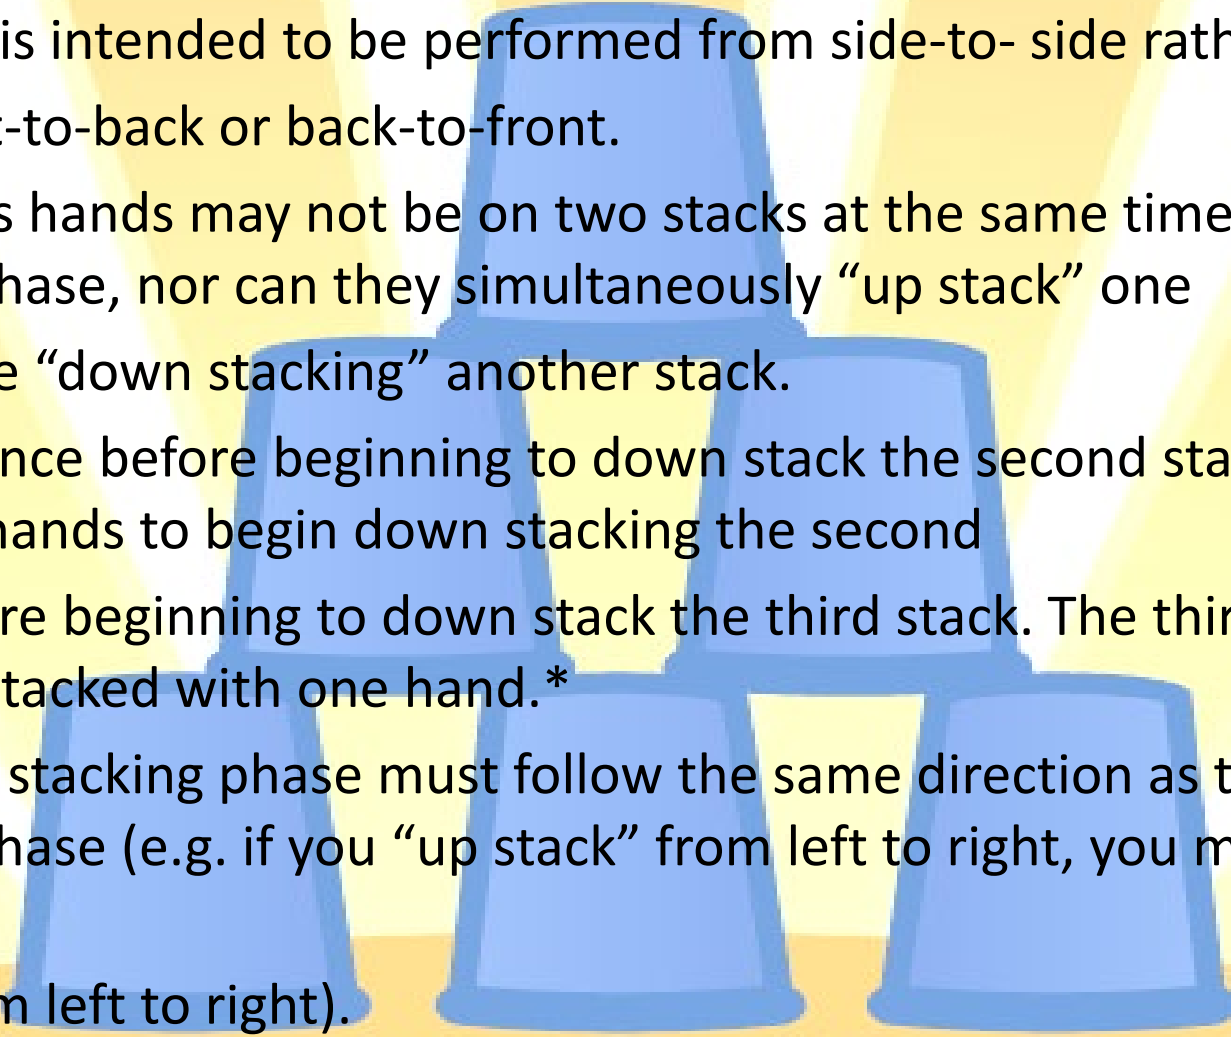 is intended to be performed from side-to- side rath
-to-back or back-to-front.
s hands may not be on two stacks at the same time
hase, nor can they simultaneously “up stack” one
e “down stacking” another stack.
nce before beginning to down stack the second sta
hands to begin down stacking the second
re beginning to down stack the third stack. The thir
tacked with one hand.*
stacking phase must follow the same direction as t
hase (e.g. if you “up stack” from left to right, you m
m left to right).